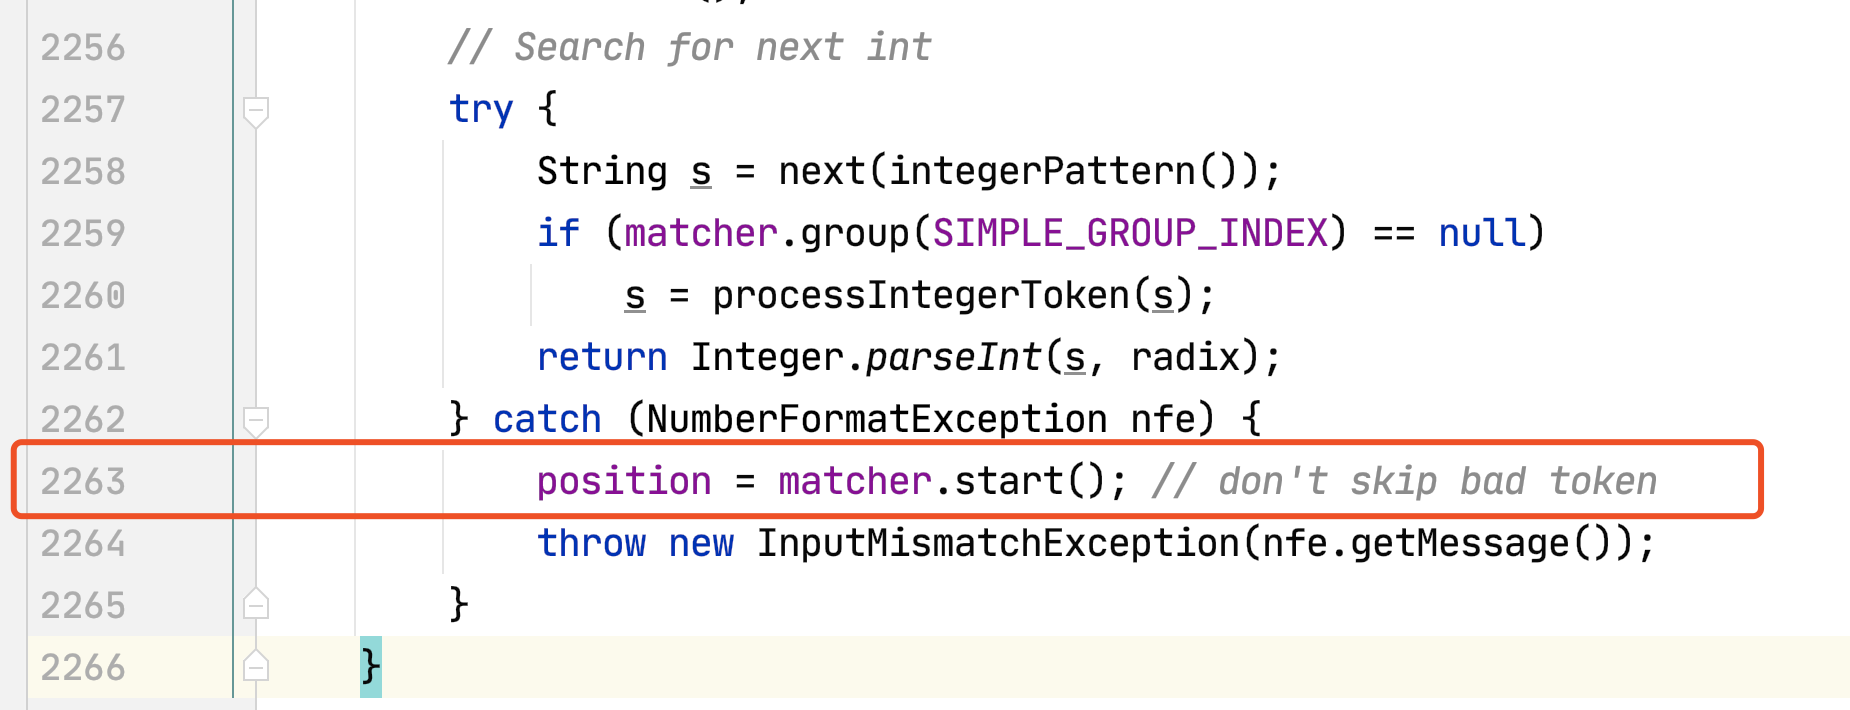 2256 // Search for next int
2257 try {
2258 String s = next(integerPattern());
2259 if (matcher.group(SIMPLE_GROUP_INDEX) == null)
2260 s = processIntegerToken(s);
2261 return Integer.parseInt(s, radix);
2262 } catch (NumberFormatException nfe) {
2263 position = matcher.start(); // don't skip bad token
2264 throw new InputMismatchException(nfe.getMessage());
2265 }
2266 }